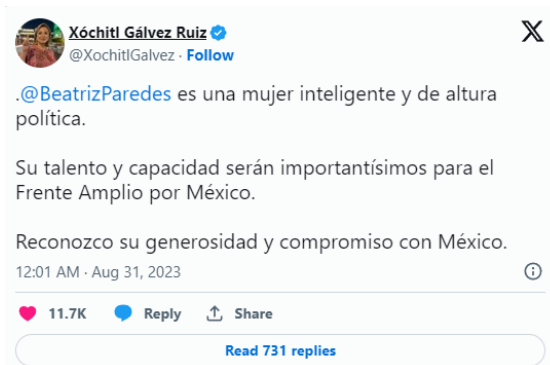 Xóchitl Gálvez Ruiz
@XochitlGalvez · Follow
.@BeatrizParedes es una mujer inteligente y de altura
política.
Su talento y capacidad serán importantísimos para el
Frente Amplio por México.
Reconozco su generosidad y compromiso con México.
12:01 AM · Aug 31, 2023
11.7K Reply Share
Read 731 replies